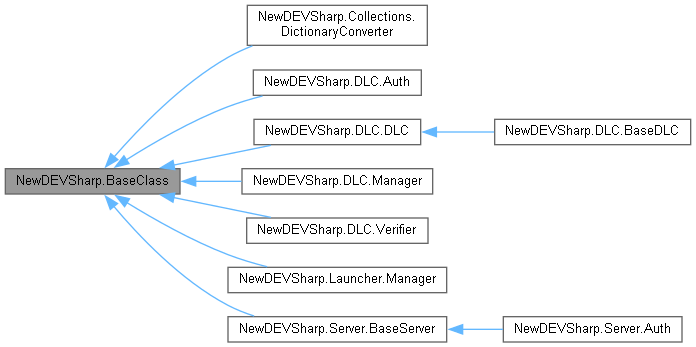 NewDEVSharp.Collections.
DictionaryConverter
NewDEVSharp.DLC.Auth
NewDEVSharp.DLC.DLC
NewDEVSharp.DLC.BaseDLC
NewDEVSharp.BaseClass
NewDEVSharp.DLC.Manager
NewDEVSharp.DLC.Verifier
NewDEVSharp.Launcher.Manager
NewDEVSharp.Server.BaseServer
NewDEVSharp.Server.Auth